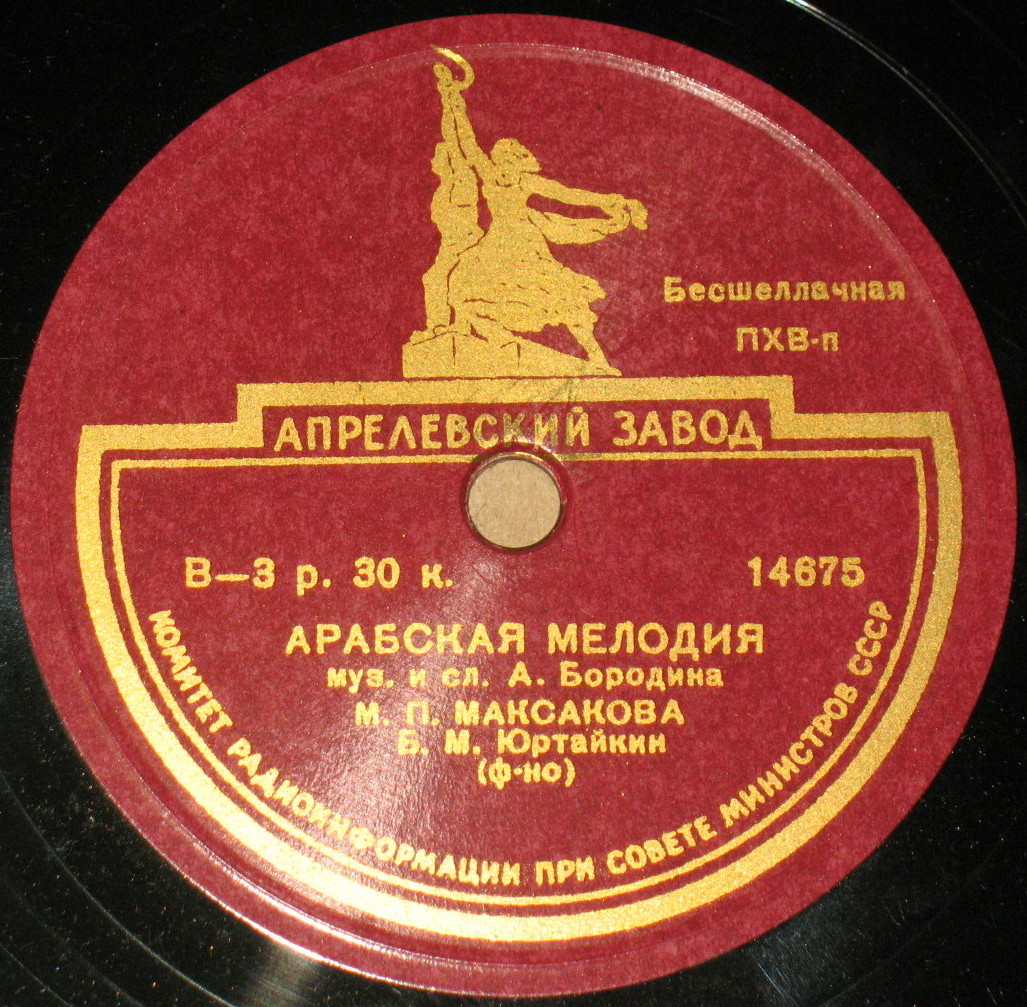 Бесшеллачная
ПХВ-п
АПРЕЛЕВСКИЙ ЗАВОД
В—3 р. 30 к.
14675
АРАБСКАЯ МЕЛОДИЯ
муз. и сл. А. Бородина
М. П. МАКСАКОВА
Б. М. Юртайкин
(ф-но)
КОМИТЕТ РАДИОИНФОРМАЦИИ ПРИ СОВЕТЕ МИНИСТРОВ СССР